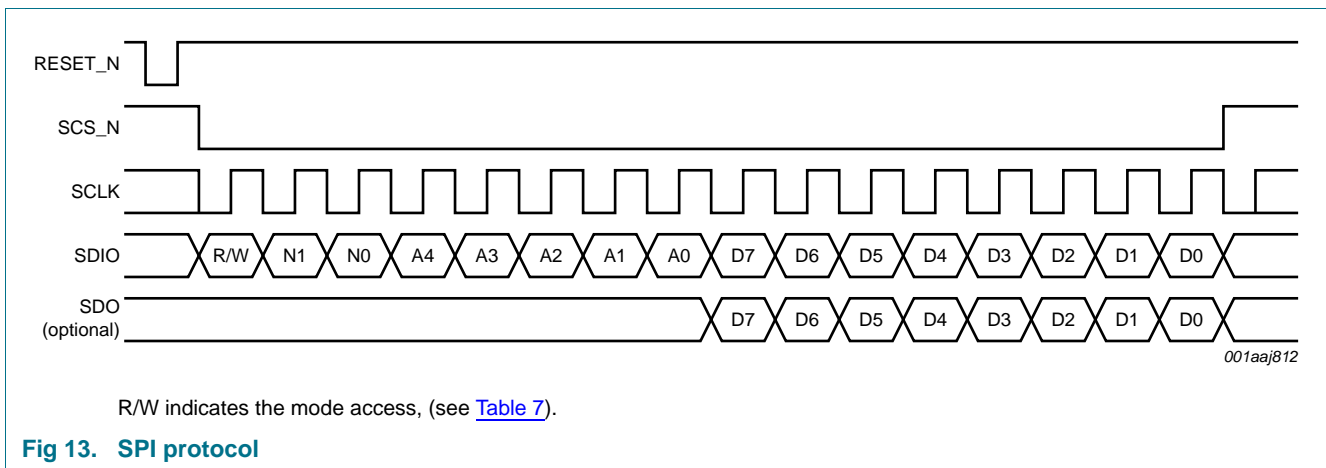 RESET_N
SCS_N
SCLK
SDIO R/W N1 N0 A4 A3 A2 A1 A0 D7 D6 D5 D4 D3 D2 D1 D0
SDO
(optional) D7 D6 D5 D4 D3 D2 D1 D0
001aaj812
R/W indicates the mode access, (see Table 7).
Fig 13. SPI protocol